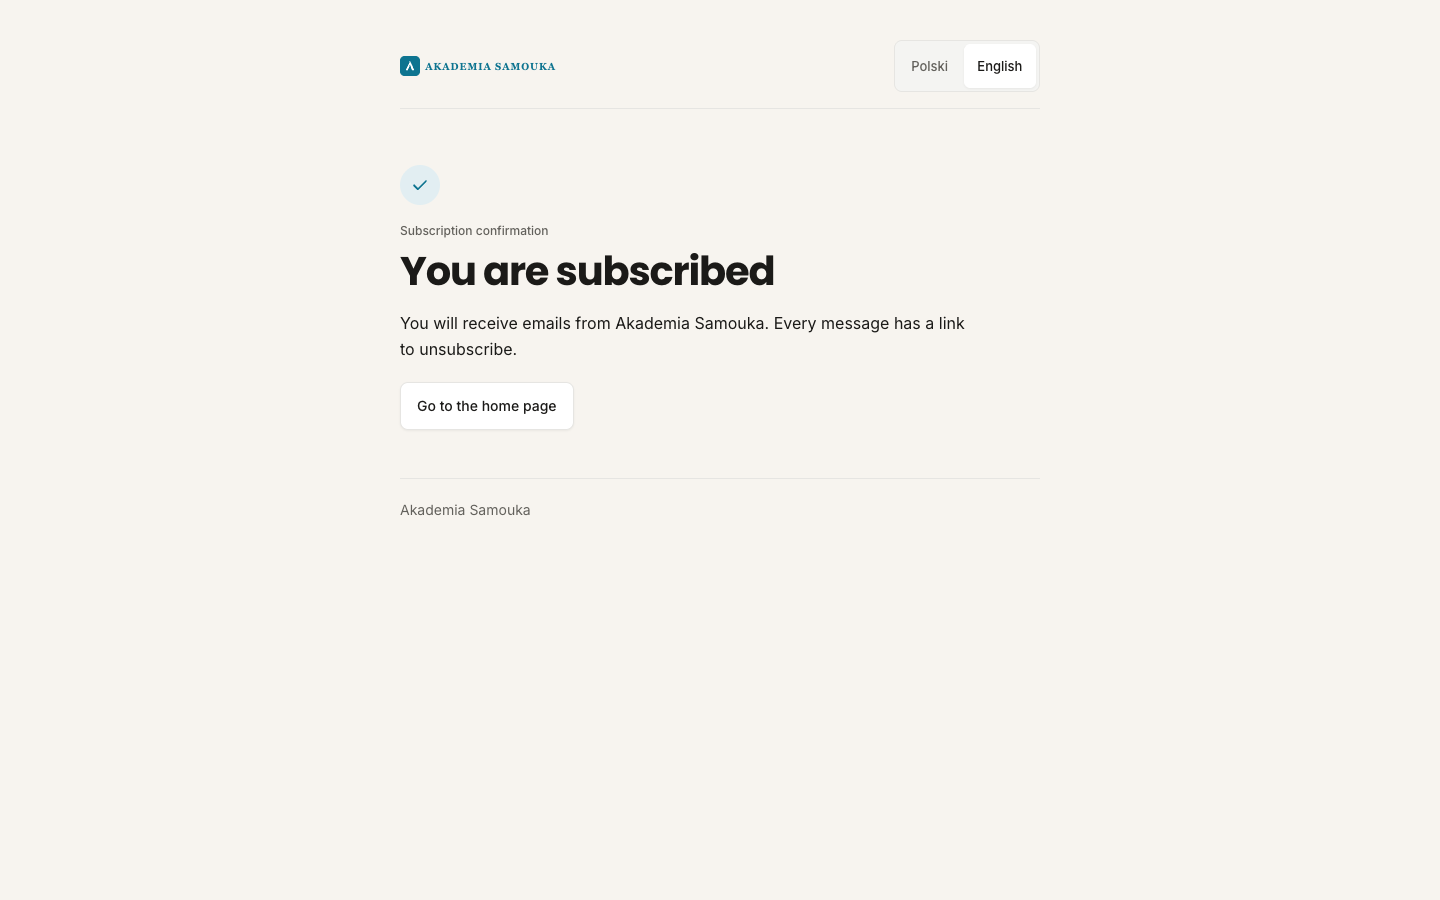 AKADEMIA SAMOUKA
Polski
English
Subscription confirmation
You are subscribed
You will receive emails from Akademia Samouka. Every message has a link
to unsubscribe.
Go to the home page
Akademia Samouka